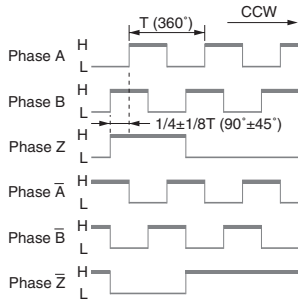 T (360°)
CCW
Phase A H
L
Phase B H
L
1/4±1/8T (90°±45°)
Phase Z H
L
Phase A̅ H
L
Phase B̅ H
L
Phase Z̅ H
L